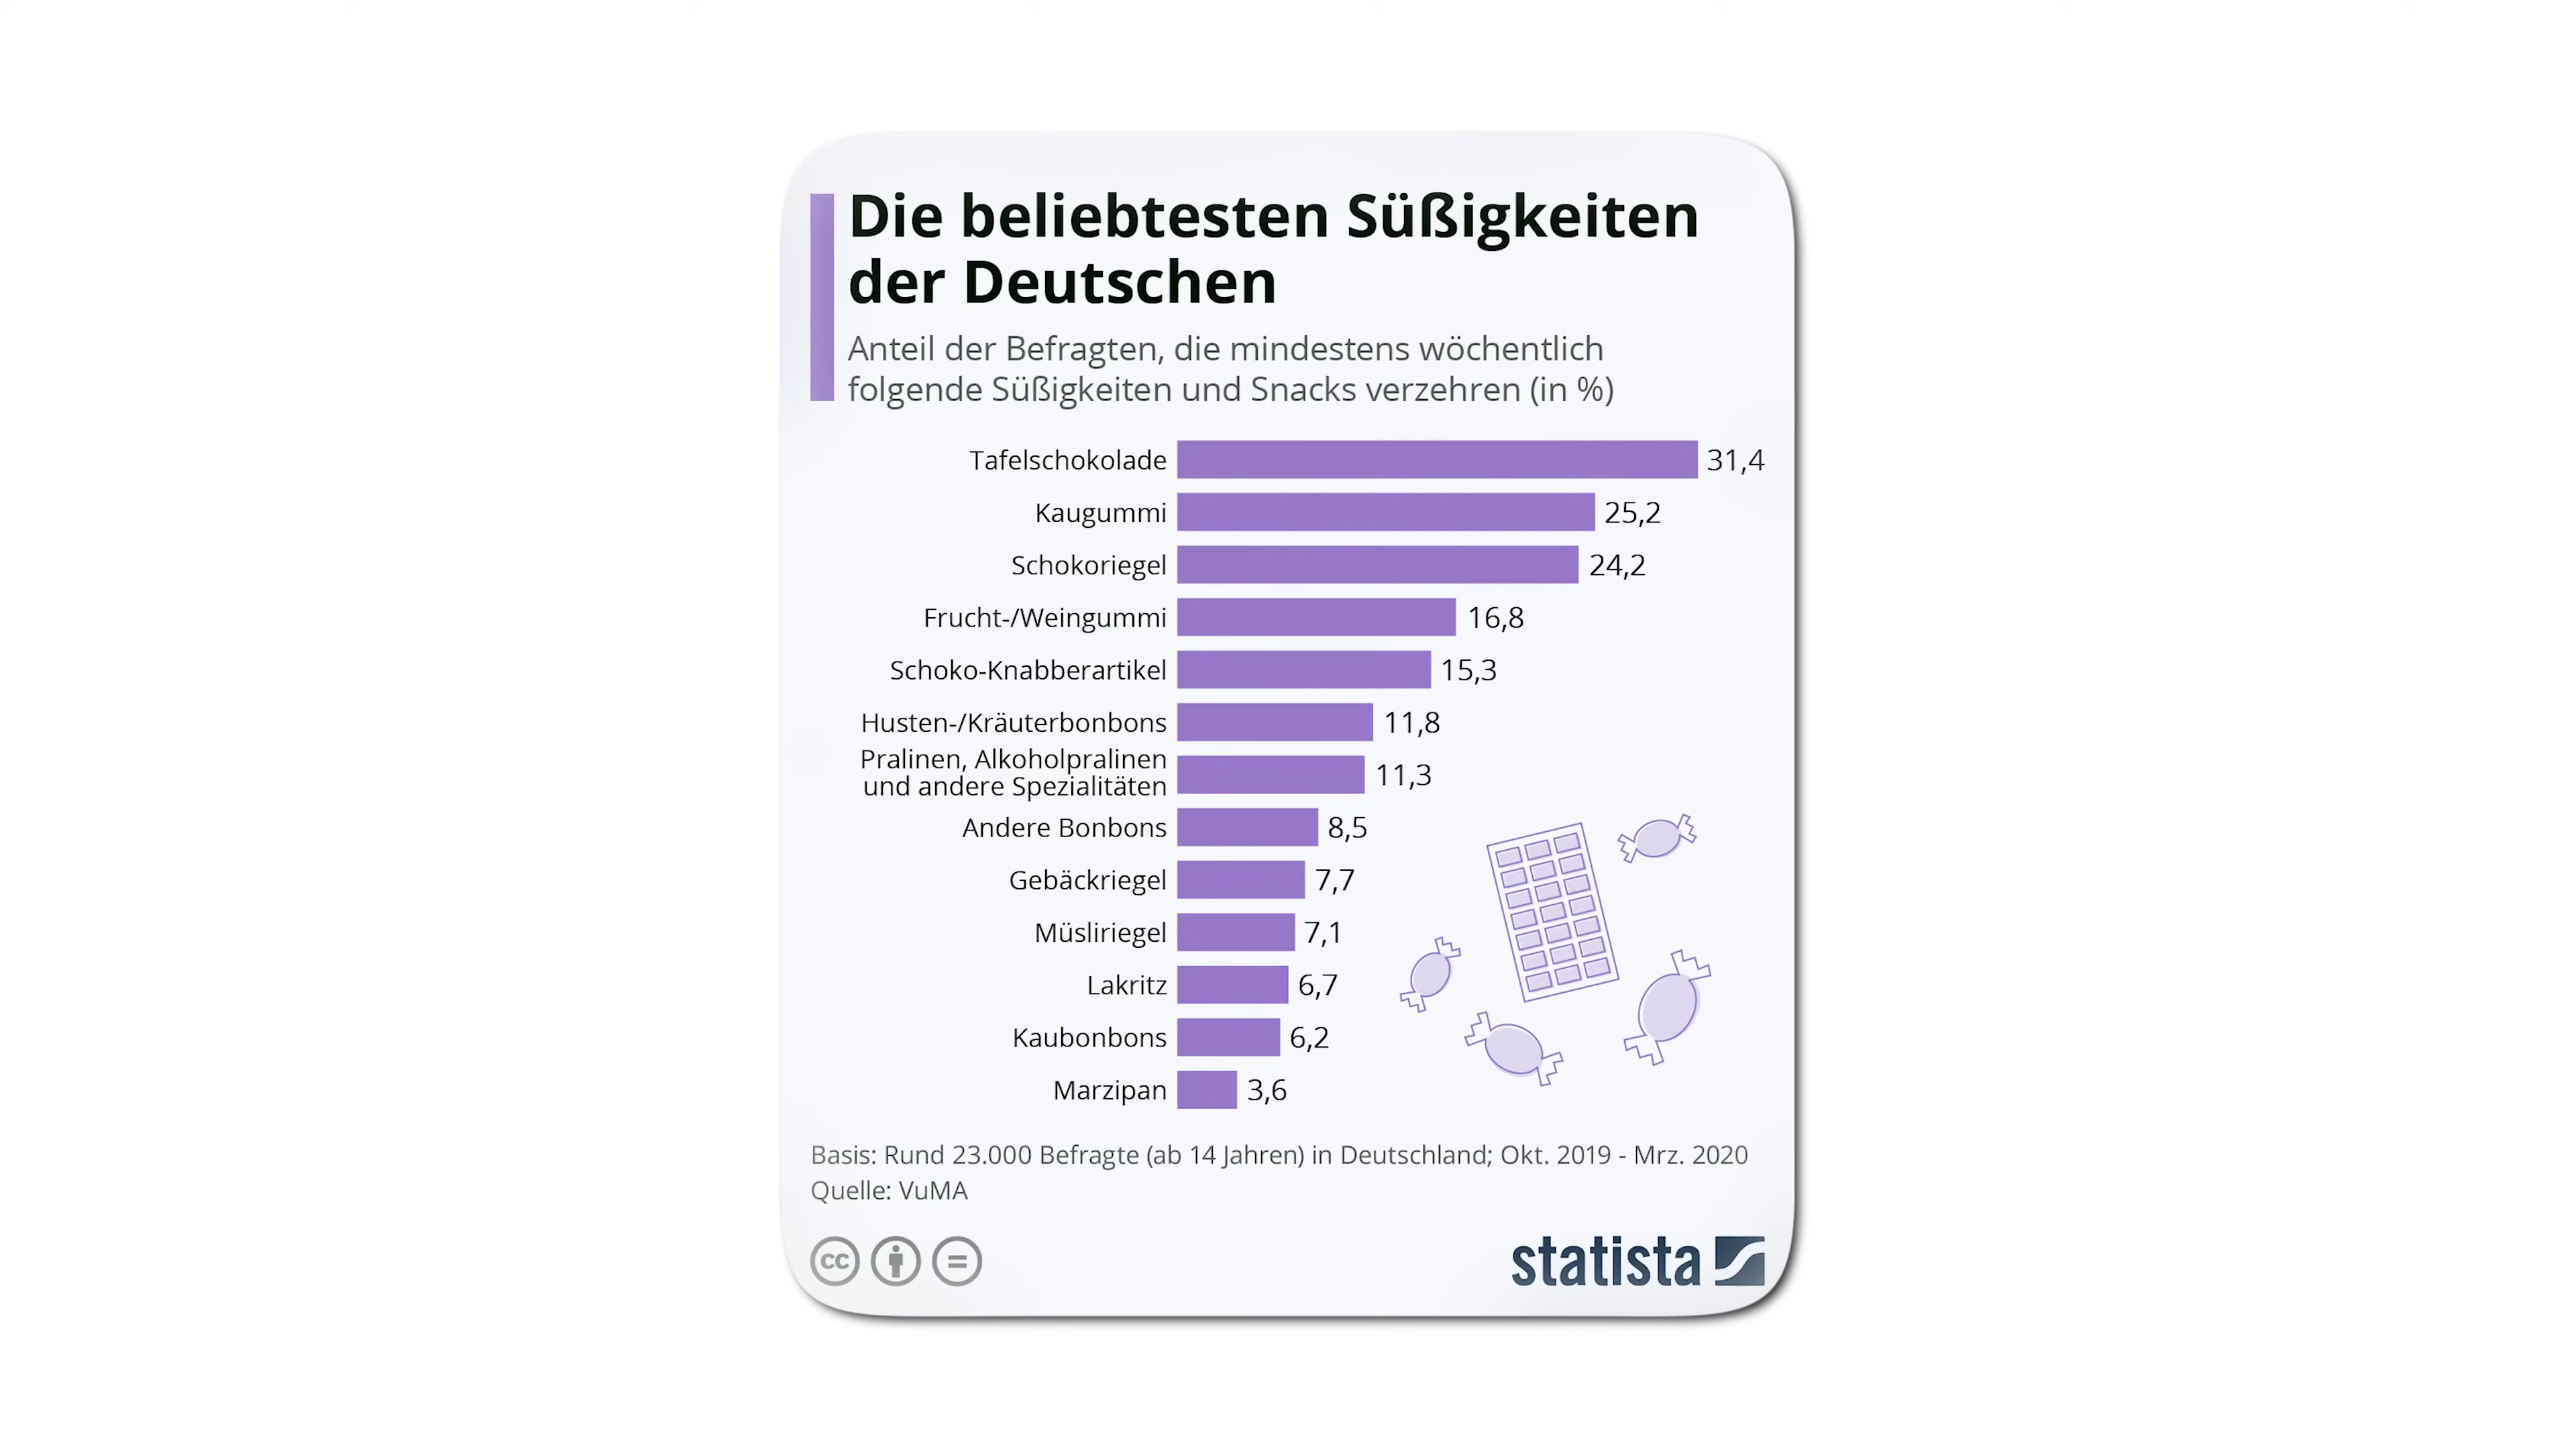 Die beliebtesten Süßigkeiten
der Deutschen
Anteil der Befragten, die mindestens wöchentlich
folgende Süßigkeiten und Snacks verzehren (in %)
Tafelschokolade 31,4
Kaugummi 25,2
Schokoriegel 24,2
Frucht-/Weingummi 16,8
Schoko-Knabberartikel 15,3
Husten-/Kräuterbonbons 11,8
Pralinen, Alkoholpralinen
und andere Spezialitäten 11,3
Andere Bonbons 8,5
Gebäckriegel 7,7
Müsliriegel 7,1
Lakritz 6,7
Kaubonbons 6,2
Marzipan 3,6
Basis: Rund 23.000 Befragte (ab 14 Jahren) in Deutschland; Okt. 2019 - Mrz. 2020
Quelle: VuMA
cc =
statista